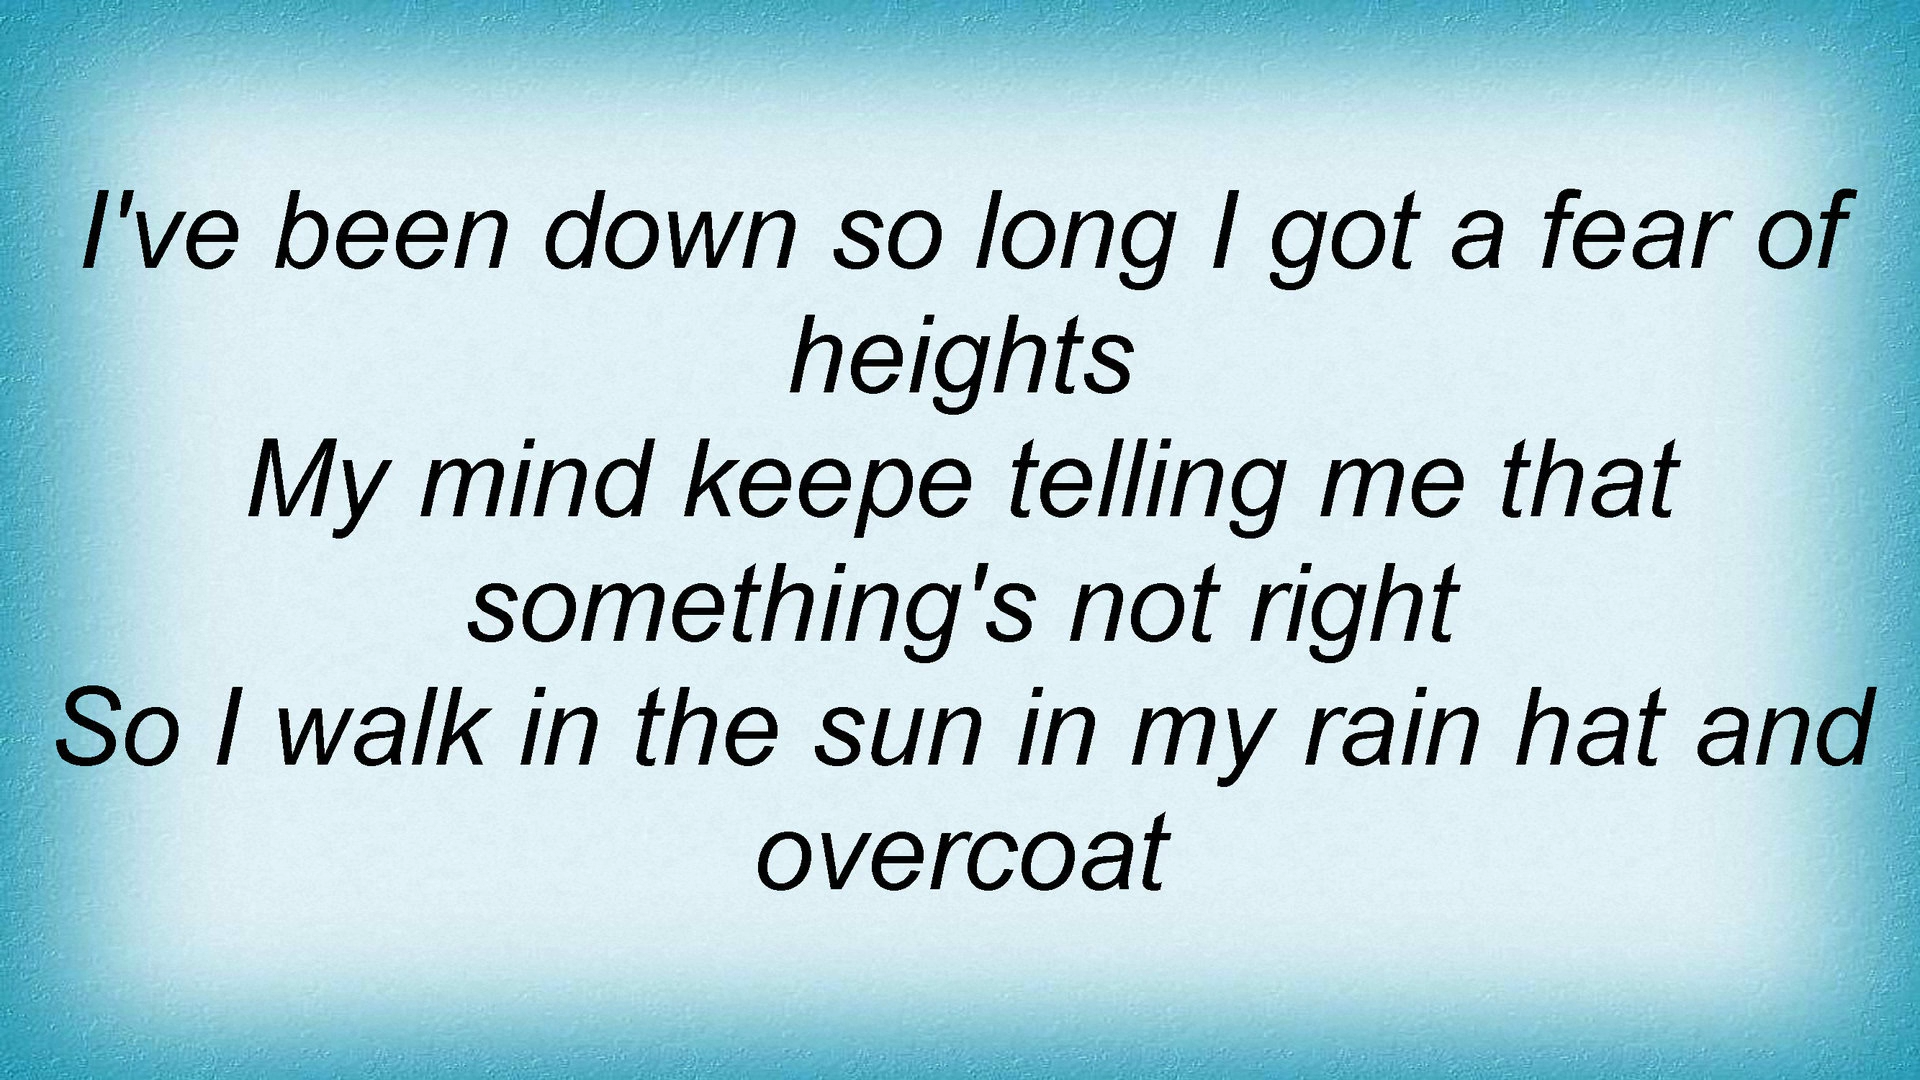 I've been down so long I got a fear of
heights
My mind keepe telling me that
something's not right
So I walk in the sun in my rain hat and
overcoat